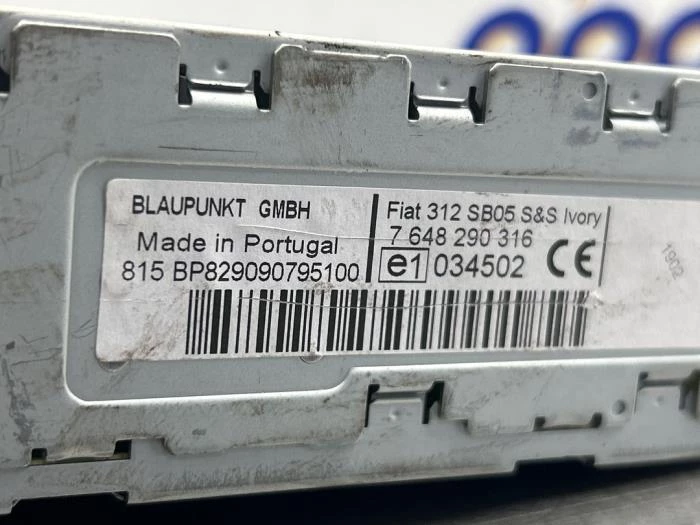 BLAUPUNKT GMBH
Made in Portugal
815 BP829090795100
Fiat 312 SB05 S&S Ivory
7 648 290 316
e1 034502 CE
1902